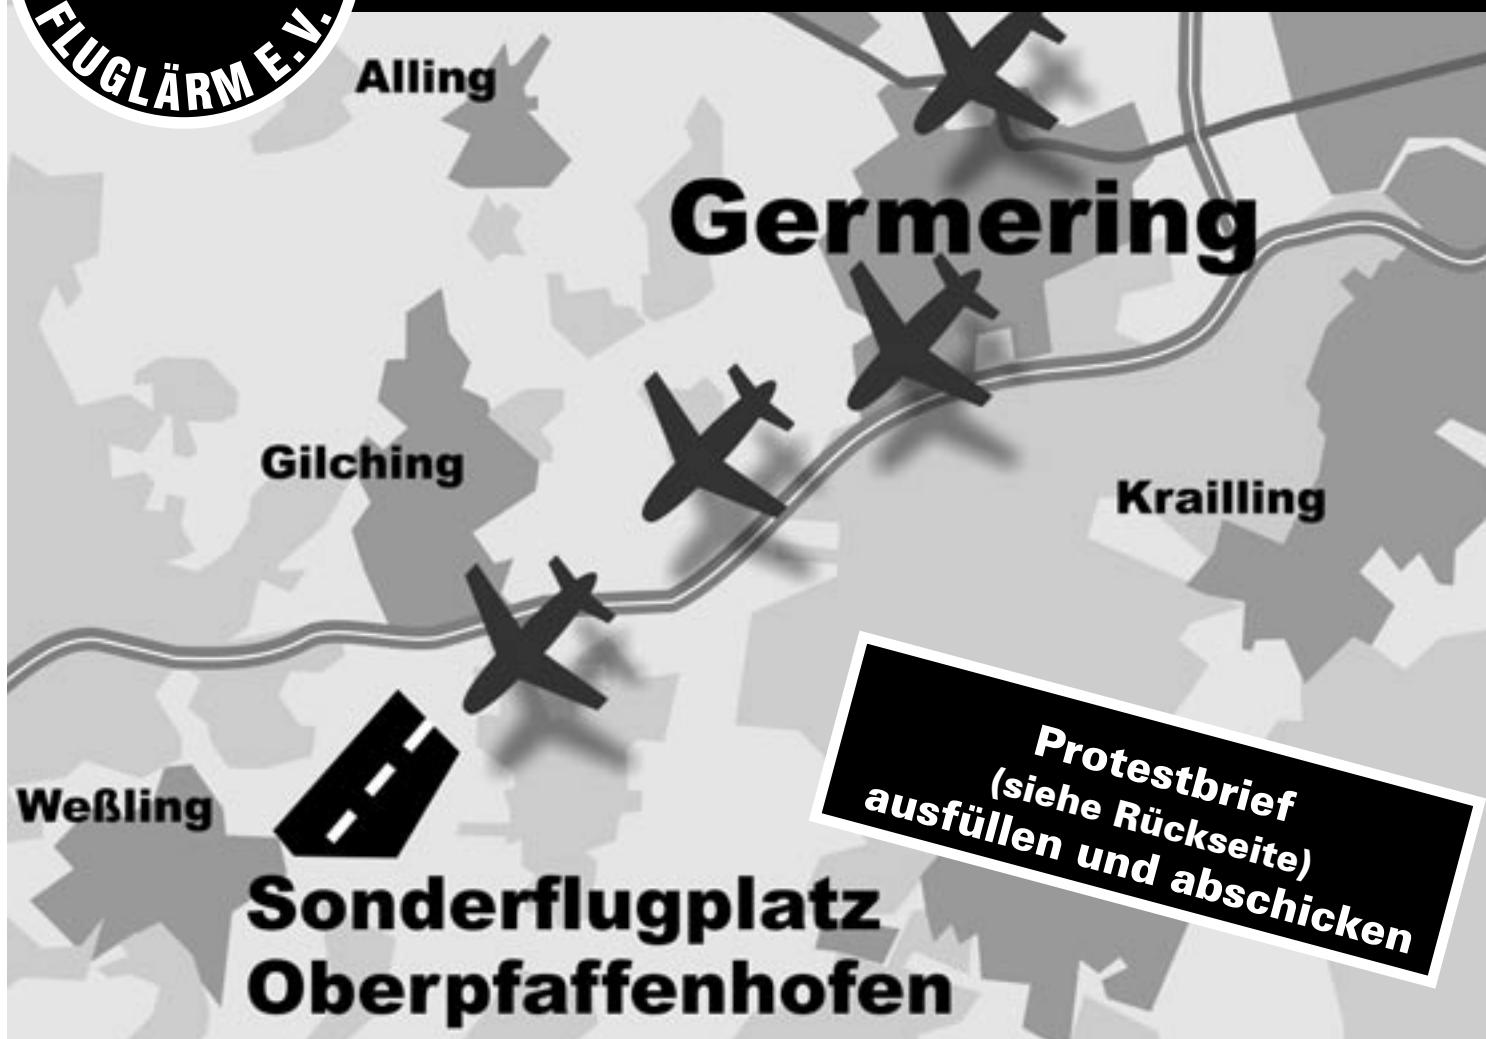 FLUGLÄRM E.V.
Alling
Germering
Gilching
Krailling
Weßling
Sonderflugplatz
Oberpfaffenhofen
Protestbrief
(siehe Rückseite)
ausfüllen und abschicken